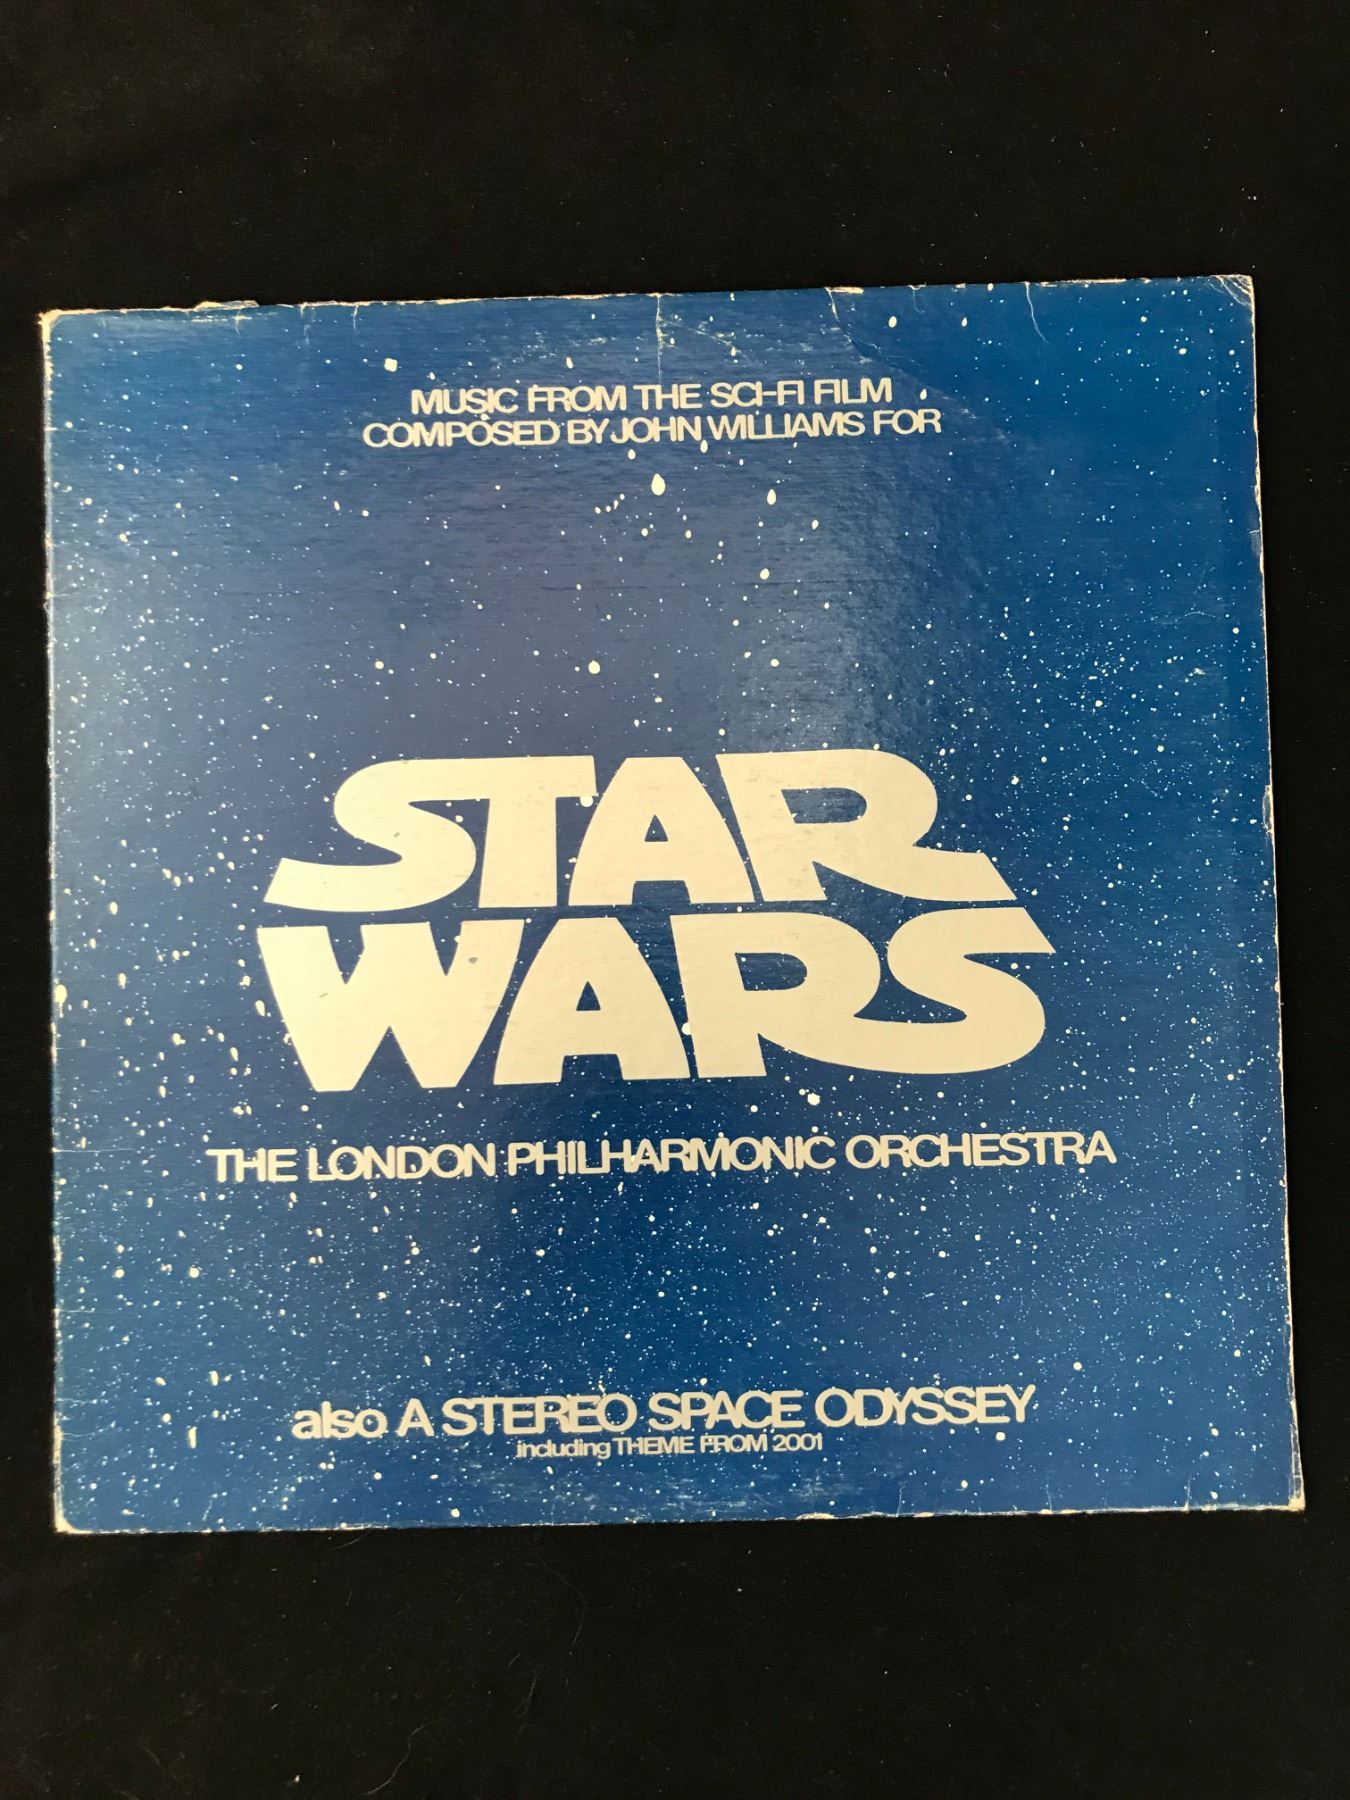 MUSIC FROM THE SCI-FI FILM
COMPOSED BY JOHN WILLIAMS FOR
STAR
WARS
THE LONDON PHILHARMONIC ORCHESTRA
also A STEREO SPACE ODYSSEY
including THEME FROM 2001